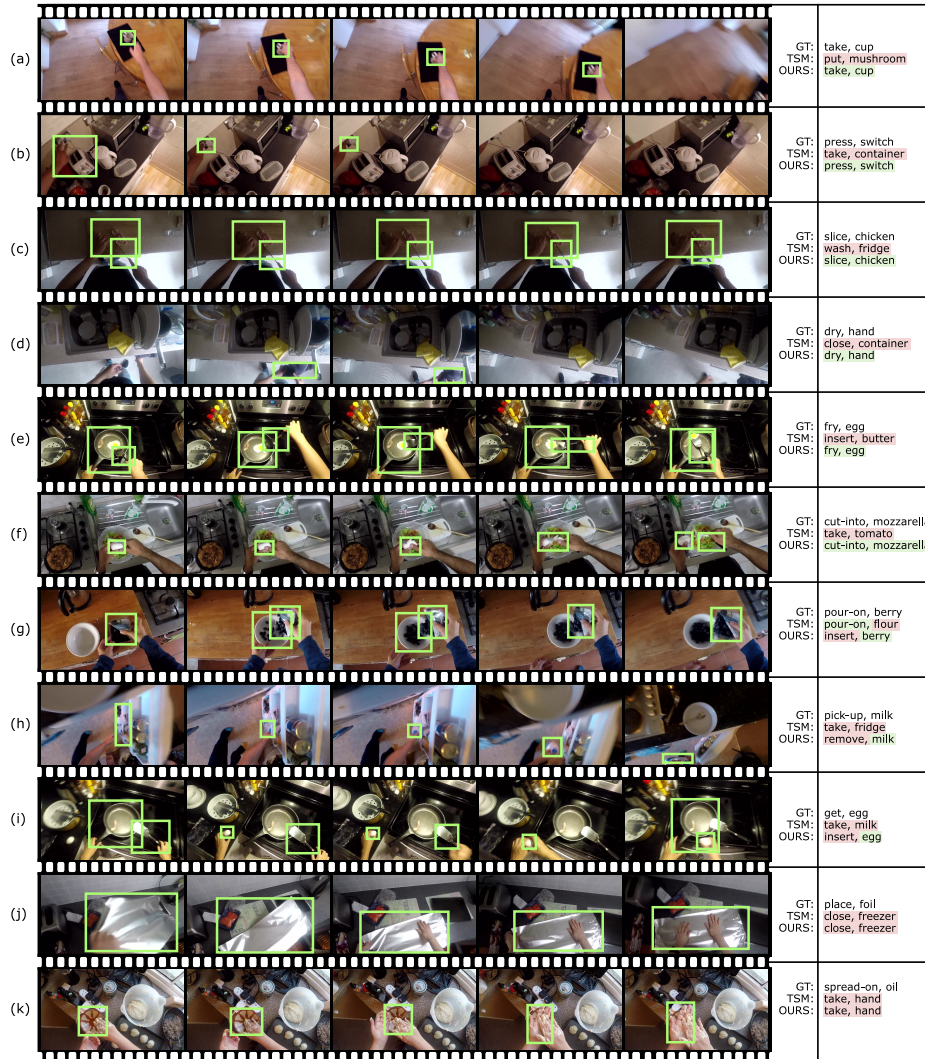 (a)
GT: take, cup
TSM: put, mushroom
OURS: take, cup
(b)
GT: press, switch
TSM: take, container
OURS: press, switch
(c)
GT: slice, chicken
TSM: wash, fridge
OURS: slice, chicken
(d)
GT: dry, hand
TSM: close, container
OURS: dry, hand
(e)
GT: fry, egg
TSM: insert, butter
OURS: fry, egg
(f)
GT: cut-into, mozzarella
TSM: take, tomato
OURS: cut-into, mozzarella
(g)
GT: pour-on, berry
TSM: pour-on, flour
OURS: insert, berry
(h)
GT: pick-up, milk
TSM: take, fridge
OURS: remove, milk
(i)
GT: get, egg
TSM: take, milk
OURS: insert, egg
(j)
GT: place, foil
TSM: close, freezer
OURS: close, freezer
(k)
GT: spread-on, oil
TSM: take, hand
OURS: take, hand